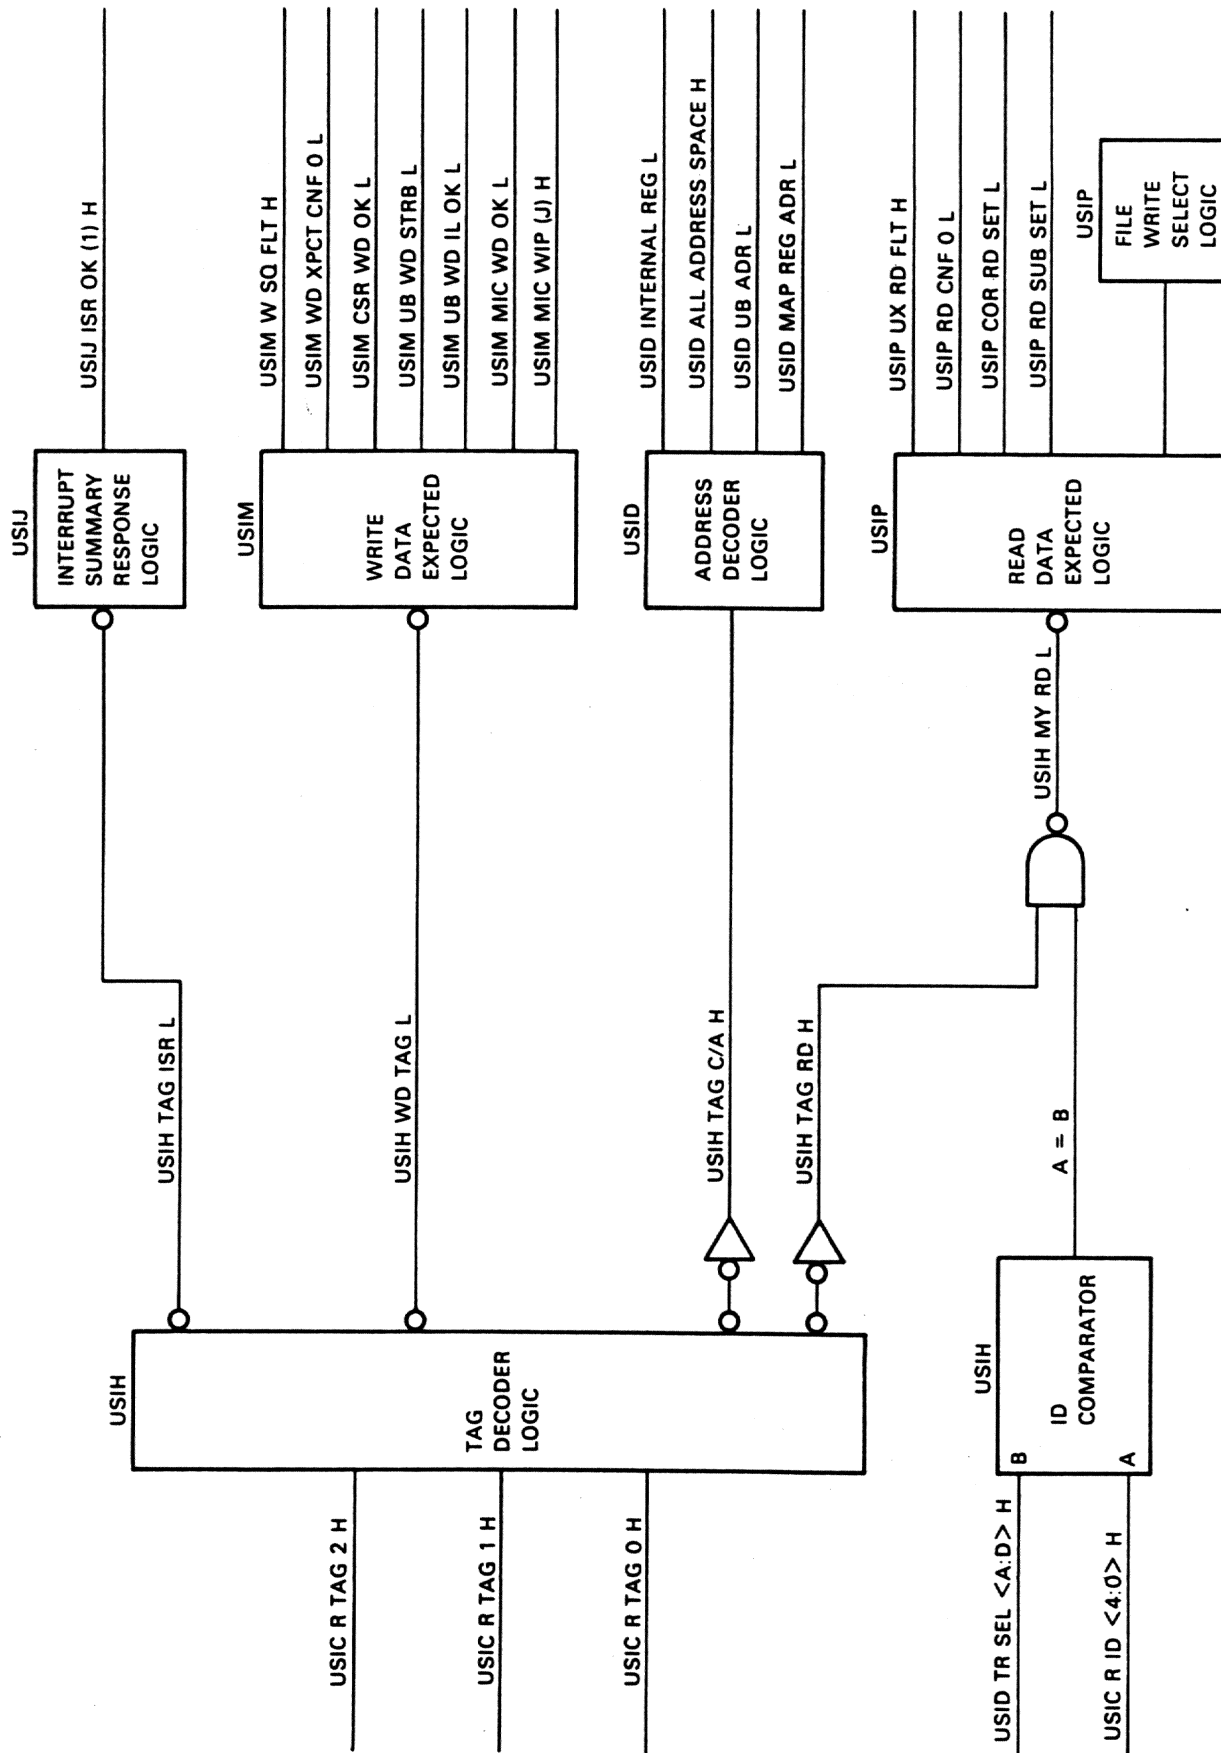 USIJ
INTERRUPT
SUMMARY
RESPONSE
LOGIC
USIJ ISR OK (1) H
USIH TAG ISR L
USIM
WRITE
DATA
EXPECTED
LOGIC
USIM W SQ FLT H
USIM WD XPCT CNF 0 L
USIM CSR WD OK L
USIM UB WD STRB L
USIM UB WD IL OK L
USIM MIC WD OK L
USIM MIC WIP (J) H
USIH WD TAG L
USIH
TAG
DECODER
LOGIC
USIC R TAG 2 H
USIC R TAG 1 H
USIC R TAG 0 H
USID
ADDRESS
DECODER
LOGIC
USID INTERNAL REG L
USID ALL ADDRESS SPACE H
USID UB ADR L
USID MAP REG ADR L
USIH TAG C/A H
USIH TAG RD H
USIP
READ
DATA
EXPECTED
LOGIC
USIP UX RD FLT H
USIP RD CNF 0 L
USIP COR RD SET L
USIP RD SUB SET L
USIP
FILE
WRITE
SELECT
LOGIC
USIH MY RD L
A = B
USIH
ID
COMPARATOR
B
A
USID TR SEL <A:D> H
USIC R ID <4:0> H